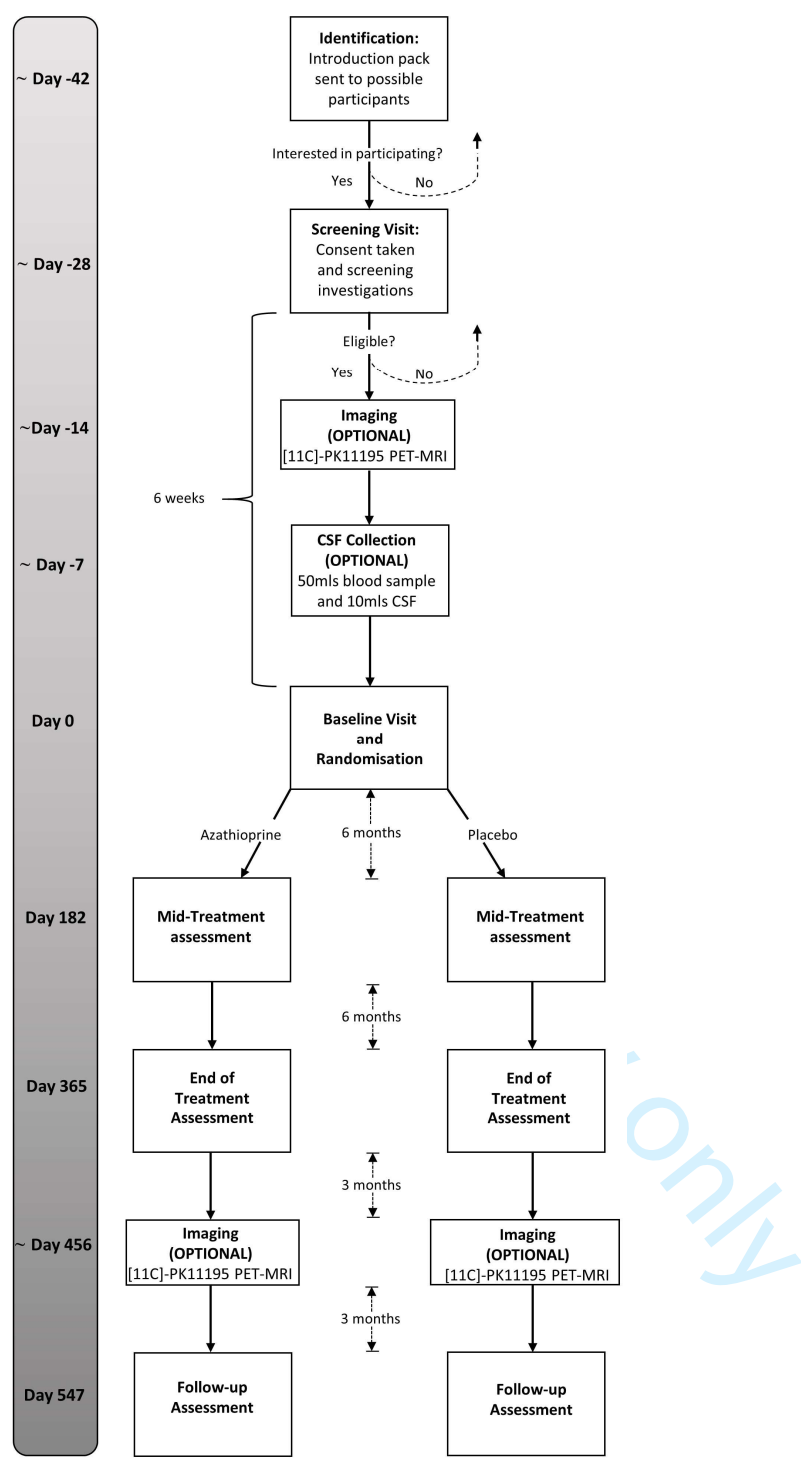 ~ Day -42
Identification:
Introduction pack
sent to possible
participants
Interested in participating?
Yes
No
~ Day -28
Screening Visit:
Consent taken
and screening
investigations
Eligible?
Yes
No
~Day -14
Imaging
(OPTIONAL)
[11C]-PK11195 PET-MRI
6 weeks
~ Day -7
CSF Collection
(OPTIONAL)
50mls blood sample
and 10mls CSF
Day 0
Baseline Visit
and
Randomisation
Azathioprine
6 months
Placebo
Day 182
Mid-Treatment
assessment
Mid-Treatment
assessment
6 months
Day 365
End of
Treatment
Assessment
End of
Treatment
Assessment
3 months
~ Day 456
Imaging
(OPTIONAL)
[11C]-PK11195 PET-MRI
Imaging
(OPTIONAL)
[11C]-PK11195 PET-MRI
3 months
Day 547
Follow-up
Assessment
Follow-up
Assessment
only